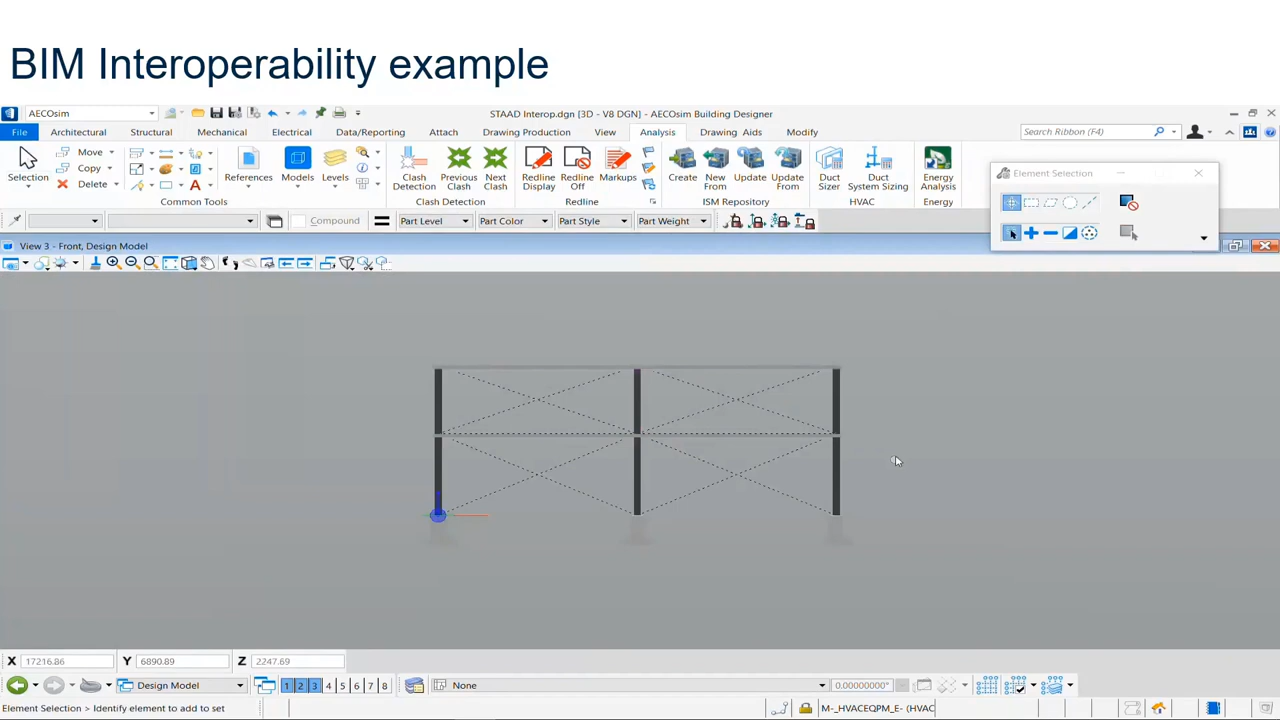 BIM Interoperability example
AECOsim
STAAD Interop.dgn [3D - V8 DGN] - AECOsim Building Designer
File Architectural Structural Mechanical Electrical Data/Reporting Attach Drawing Production View Analysis Drawing Aids Modify
Search Ribbon (F4)
Selection
Move
Copy
Delete
References
Models
Levels
Common Tools
Clash Detection
Previous Clash
Next Clash
Clash Detection
Redline Display
Redline Off
Markups
Redline
Create
New From
Update
Update From
ISM Repository
Duct Sizer
Duct System Sizing
HVAC
Energy Analysis
Energy
Element Selection
Compound
Part Level
Part Color
Part Style
Part Weight
View 3 - Front, Design Model
X 17216.86 Y 6890.89 Z 2247.69
Design Model 1 2 3 4 5 6 7 8 None 0.00000000°
Element Selection > Identify element to add to set
M-_HVACEQPM_E- (HVAC